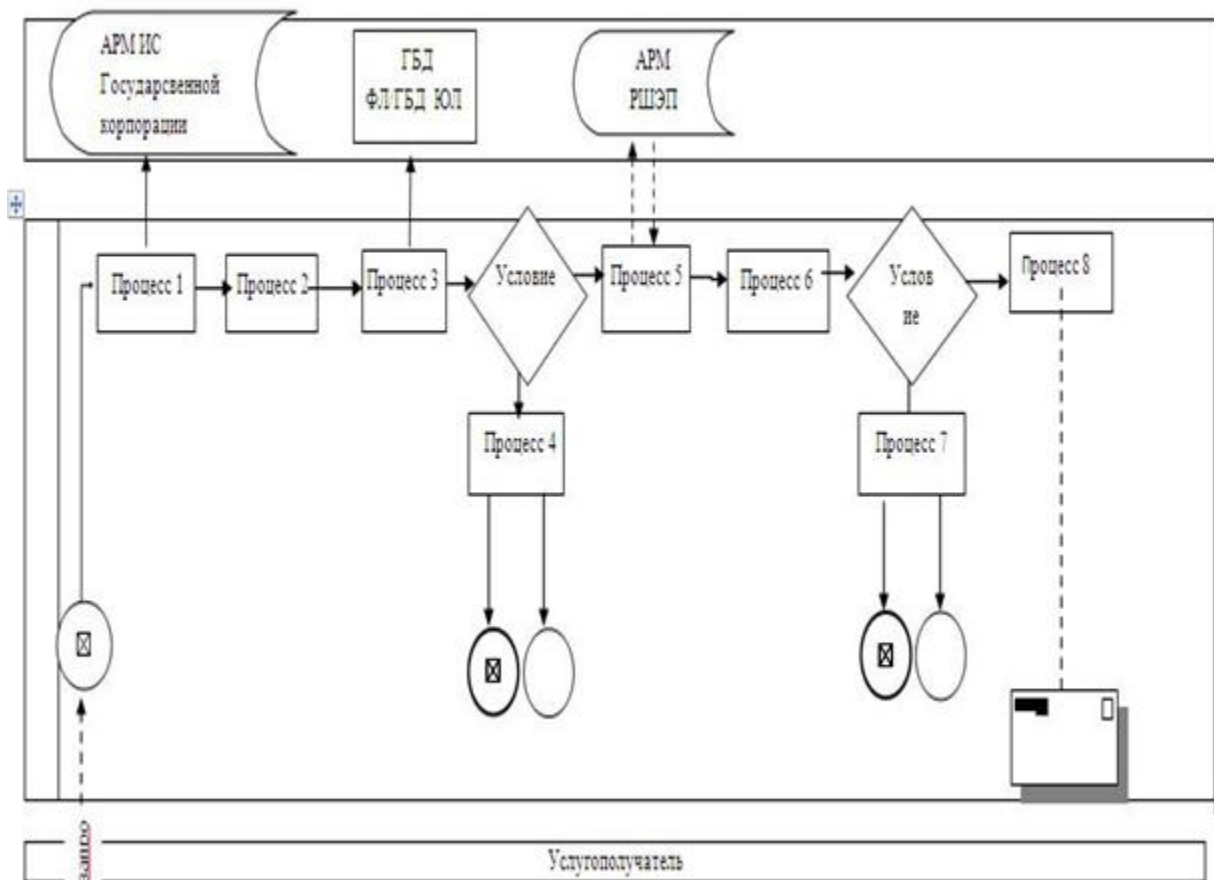 АРМ ИС
Государсвенной
корпорации
ГБД
ФЛ/ГБД ЮЛ
АРМ
РШЭП
Процесс 1
Процесс 2
Процесс 3
Условие
Процесс 5
Процесс 6
Услов
ие
Процесс 8
Процесс 4
Процесс 7
запро
Услугополучатель